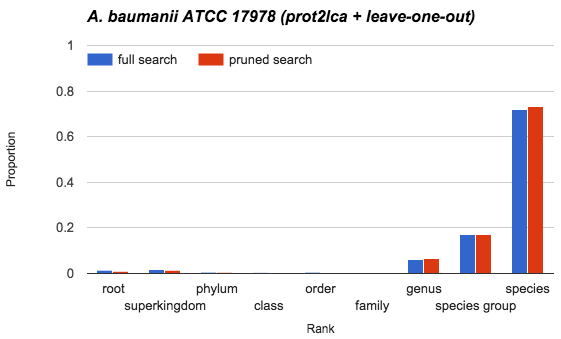 A. baumanii ATCC 17978 (prot2lca + leave-one-out)
1
full search
pruned search
0.8
0.6
0.4
0.2
0
Proportion
root
phylum
order
genus
species
superkingdom
class
family
species group
Rank